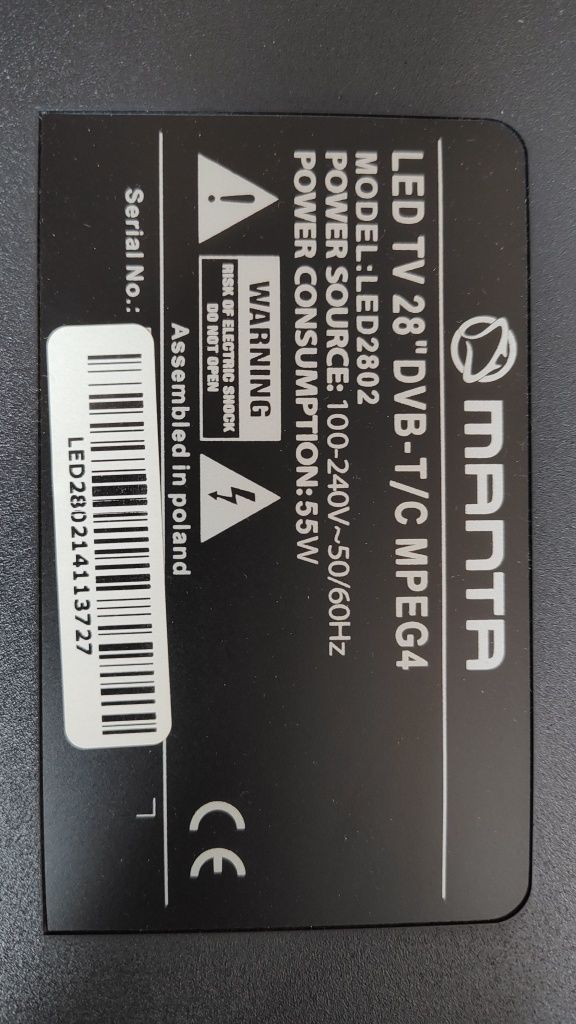 MANTA
LED TV 28"DVB-T/C MPEG4
MODEL:LED2802
POWER SOURCE: 100-240V~50/60Hz
POWER CONSUMPTION: 55W
WARNING
RISK OF ELECTRIC SHOCK
DO NOT OPEN
CE
Assembled in poland
Serial No.:
LED280214113727